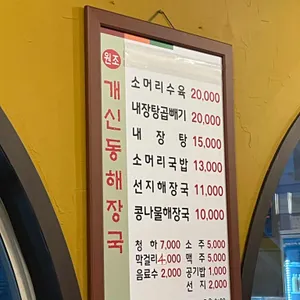 원조
개신동해장국
소머리수육 20,000
내장탕곱빼기 20,000
내장탕 15,000
소머리국밥 13,000
선지해장국 11,000
콩나물해장국 10,000
청하 7,000 소주 5,000
막걸리 4,000 맥주 5,000
음료수 2,000 공기밥 1,000
선지 2,000